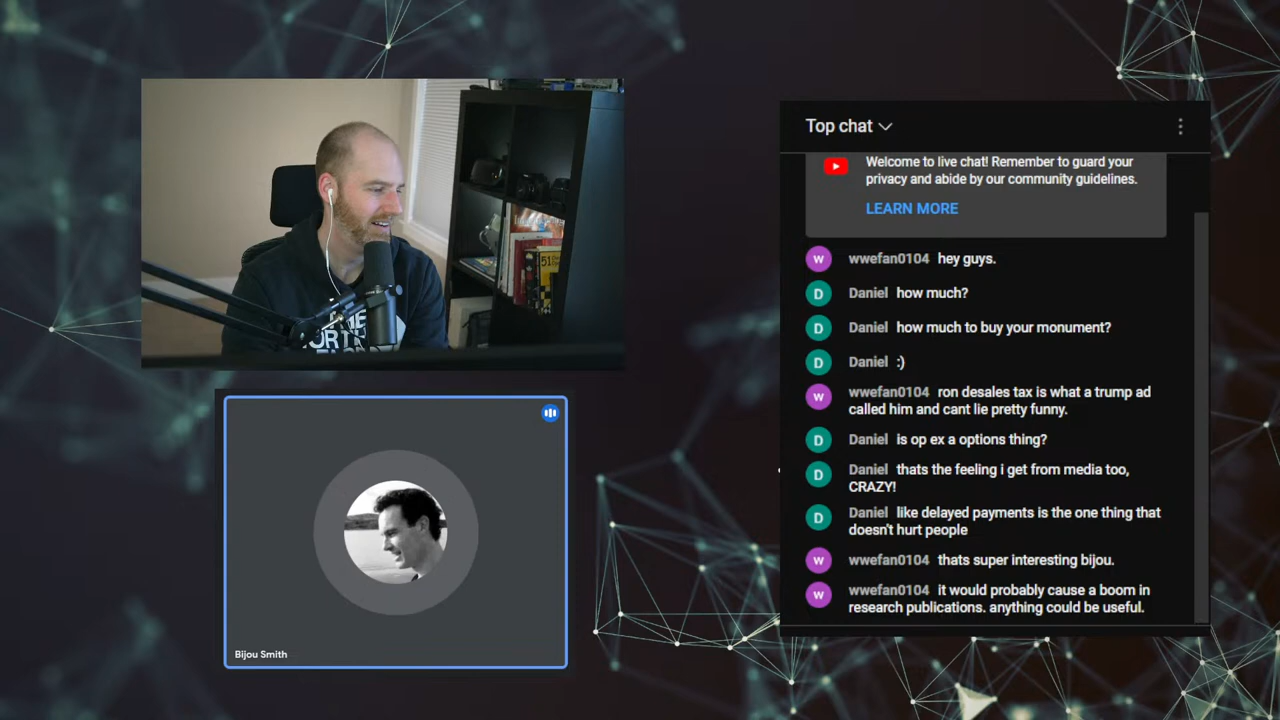 Top chat
Welcome to live chat! Remember to guard your
privacy and abide by our community guidelines.
LEARN MORE
W wwefan0104 hey guys.
D Daniel how much?
D Daniel how much to buy your monument?
D Daniel :)
W wwefan0104 ron desales tax is what a trump ad
called him and cant lie pretty funny.
D Daniel is op ex a options thing?
D Daniel thats the feeling i get from media too,
CRAZY!
D Daniel like delayed payments is the one thing that
doesn't hurt people
W wwefan0104 thats super interesting bijou.
W wwefan0104 it would probably cause a boom in
research publications. anything could be useful.
NORTH
51
Bijou Smith